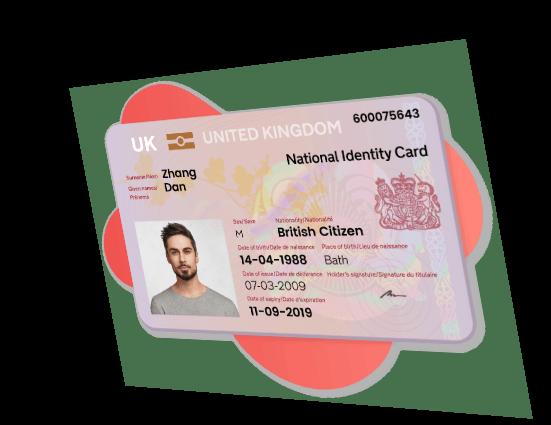 UK UNITED KINGDOM 600075643
National Identity Card
Surname/Nom Zhang
Given names/ Dan
Prénoms
Sex/Sexe Nationality/Nationalité
M British Citizen
Date of birth/Date de naissance Place of birth/Lieu de naissance
14-04-1988 Bath
Date of issue/Date de délivrance Holder's signature/Signature du titulaire
07-03-2009
Date of expiry/Date d'expiration
11-09-2019